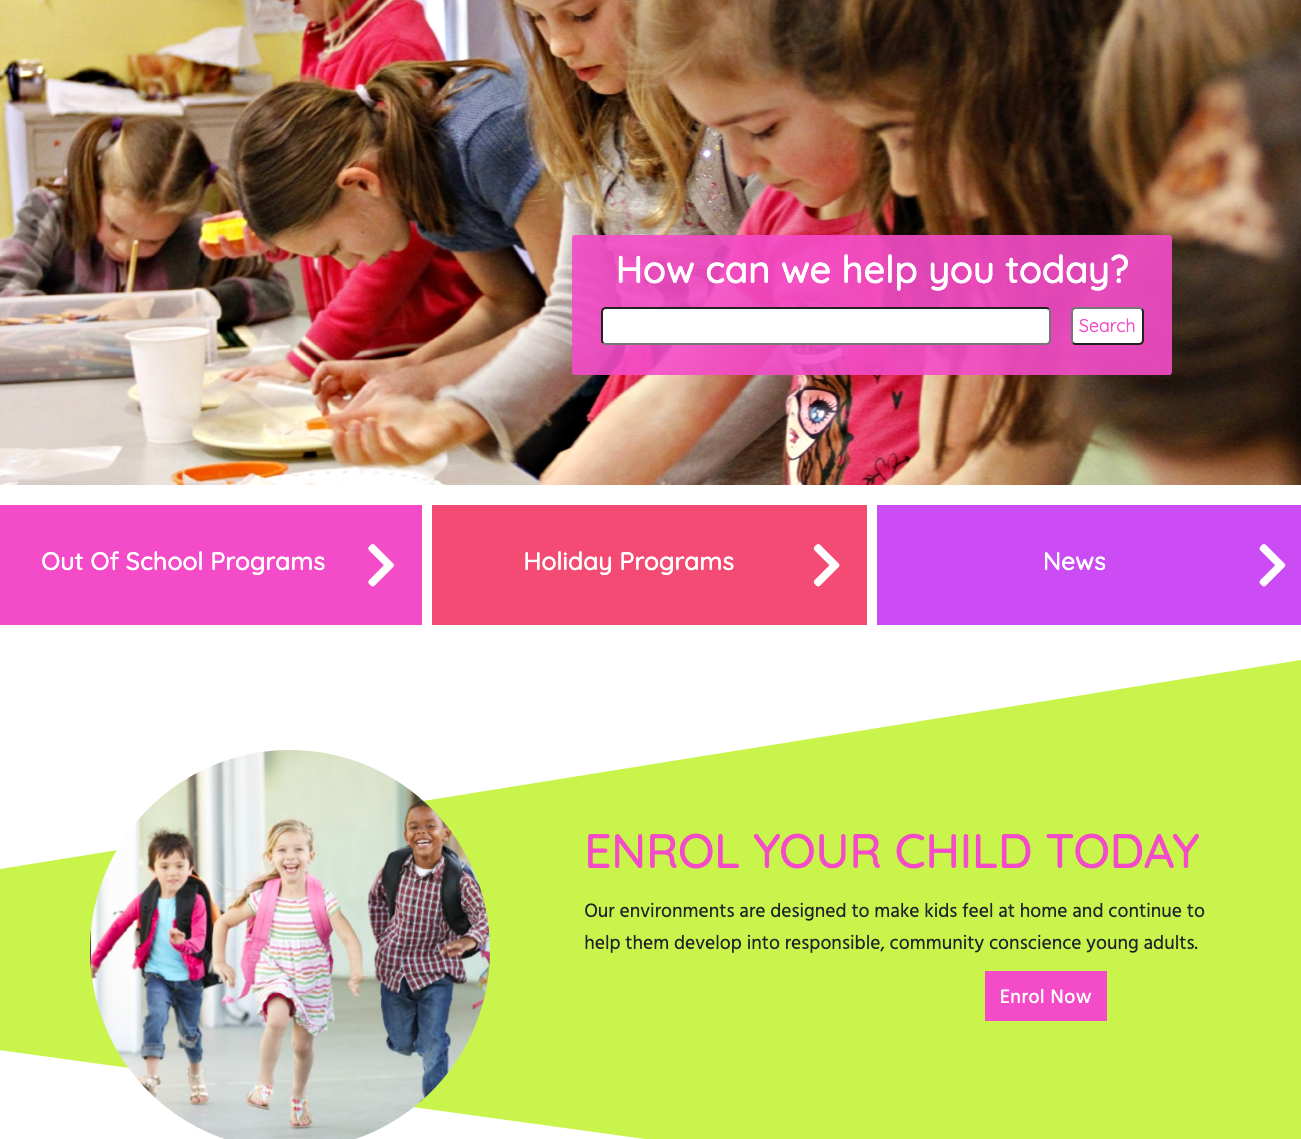 How can we help you today?
Search
Out Of School Programs
Holiday Programs
News
ENROL YOUR CHILD TODAY
Our environments are designed to make kids feel at home and continue to
help them develop into responsible, community conscience young adults.
Enrol Now